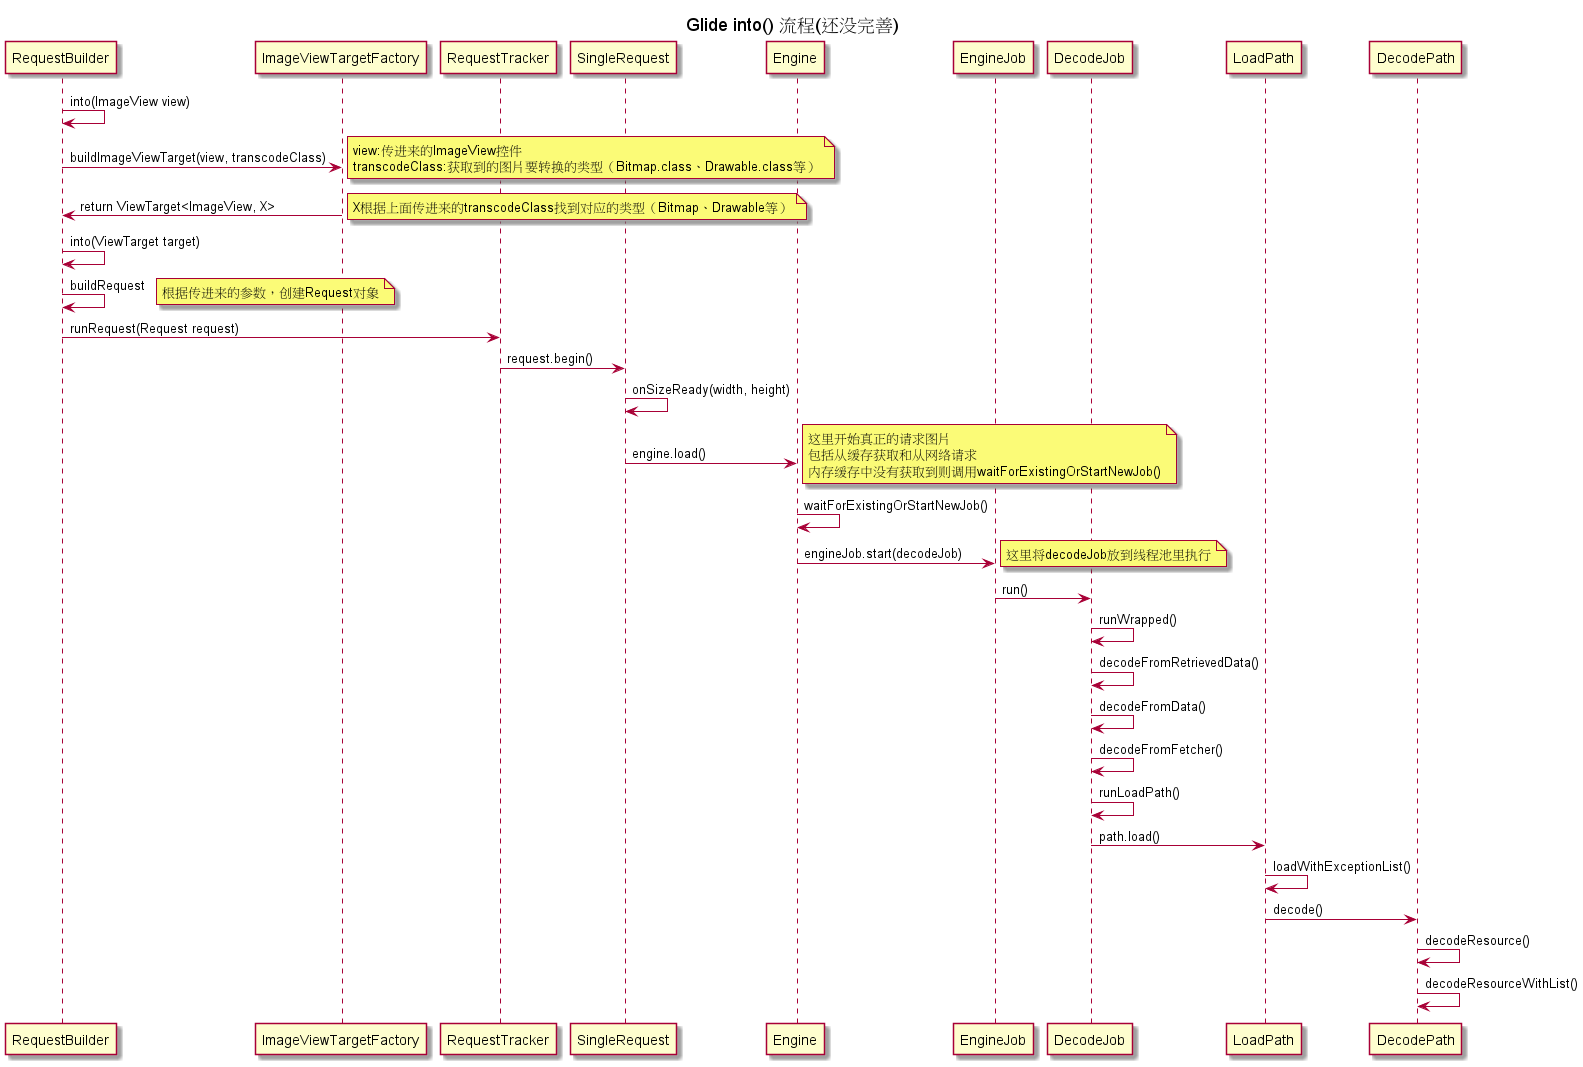 Glide into() 流程(还没完善)
RequestBuilder
ImageViewTargetFactory
RequestTracker
SingleRequest
Engine
EngineJob
DecodeJob
LoadPath
DecodePath
into(ImageView view)
buildImageViewTarget(view, transcodeClass)
view:传进来的ImageView控件
transcodeClass:获取到的图片要转换的类型（Bitmap.class、Drawable.class等）
return ViewTarget<ImageView, X>
X根据上面传进来的transcodeClass找到对应的类型（Bitmap、Drawable等）
into(ViewTarget target)
buildRequest
根据传进来的参数，创建Request对象
runRequest(Request request)
request.begin()
onSizeReady(width, height)
engine.load()
这里开始真正的请求图片
包括从缓存获取和从网络请求
内存缓存中没有获取到则调用waitForExistingOrStartNewJob()
waitForExistingOrStartNewJob()
engineJob.start(decodeJob)
这里将decodeJob放到线程池里执行
run()
runWrapped()
decodeFromRetrievedData()
decodeFromData()
decodeFromFetcher()
runLoadPath()
path.load()
loadWithExceptionList()
decode()
decodeResource()
decodeResourceWithList()
RequestBuilder
ImageViewTargetFactory
RequestTracker
SingleRequest
Engine
EngineJob
DecodeJob
LoadPath
DecodePath